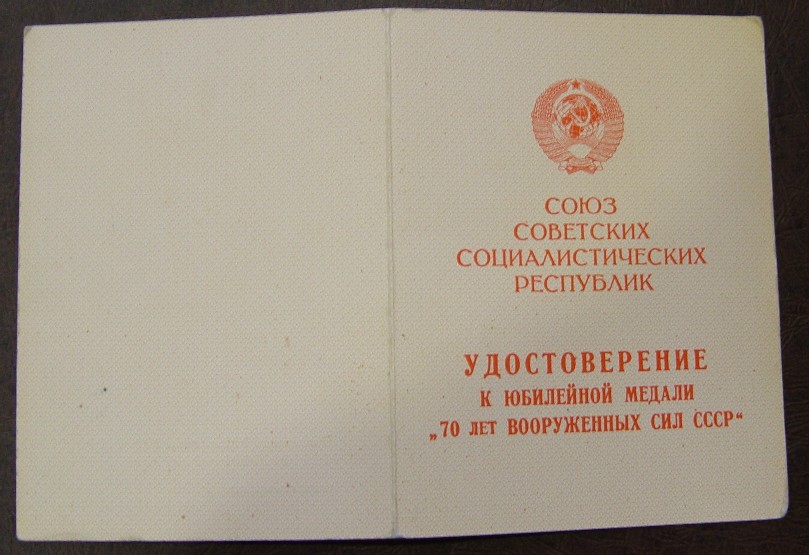 СОЮЗ
СОВЕТСКИХ
СОЦИАЛИСТИЧЕСКИХ
РЕСПУБЛИК
УДОСТОВЕРЕНИЕ
К ЮБИЛЕЙНОЙ МЕДАЛИ
„70 ЛЕТ ВООРУЖЕННЫХ СИЛ СССР“